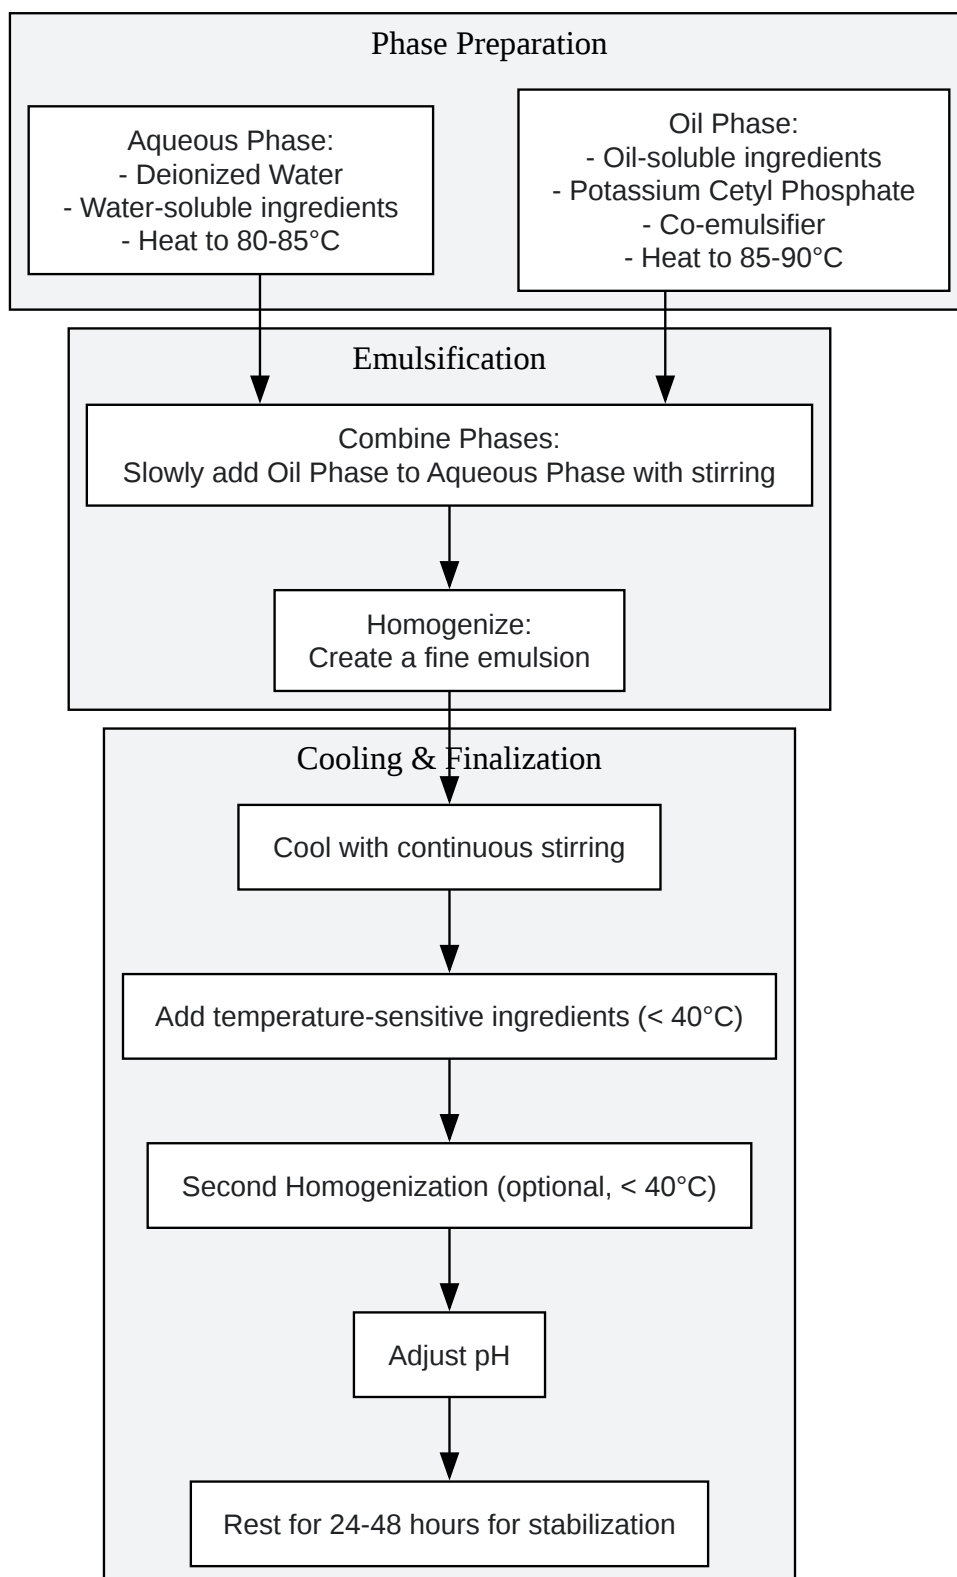 Phase Preparation
Aqueous Phase:
- Deionized Water
- Water-soluble ingredients
- Heat to 80-85°C
Oil Phase:
- Oil-soluble ingredients
- Potassium Cetyl Phosphate
- Co-emulsifier
- Heat to 85-90°C
Emulsification
Combine Phases:
Slowly add Oil Phase to Aqueous Phase with stirring
Homogenize:
Create a fine emulsion
Cooling & Finalization
Cool with continuous stirring
Add temperature-sensitive ingredients (< 40°C)
Second Homogenization (optional, < 40°C)
Adjust pH
Rest for 24-48 hours for stabilization